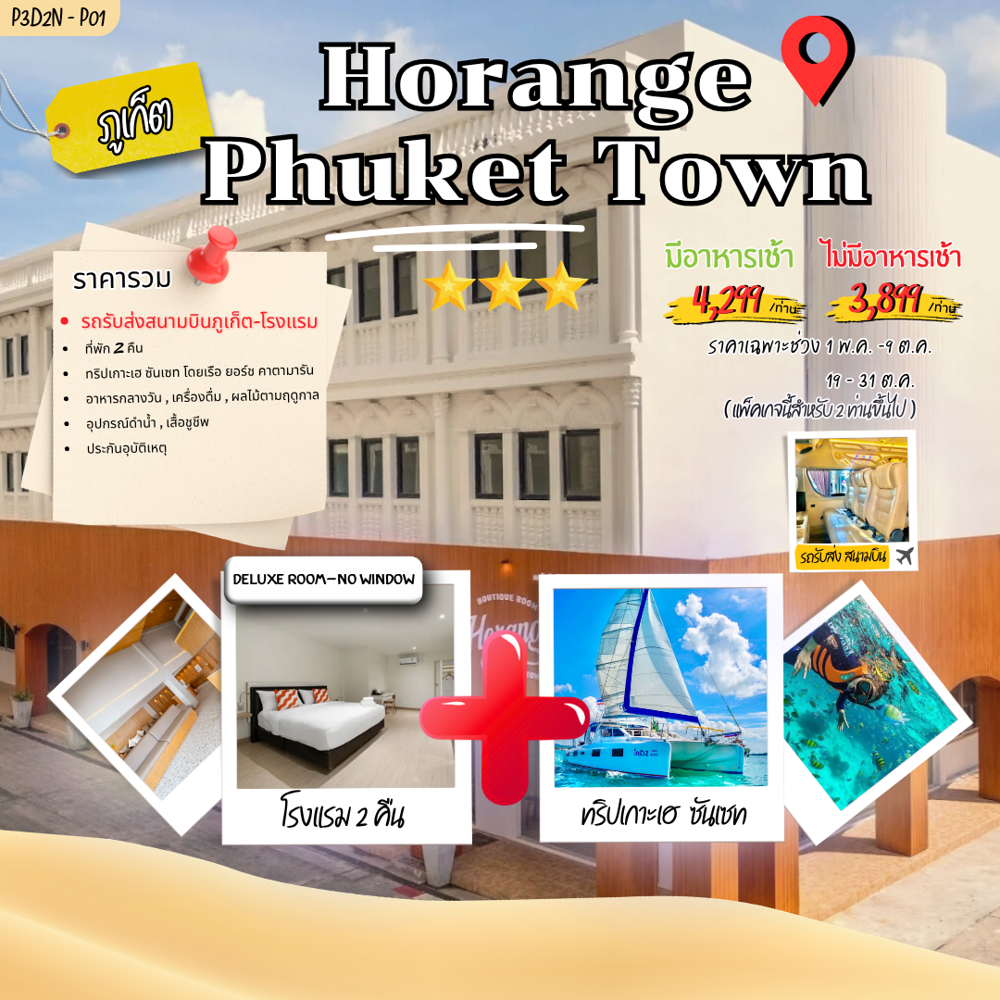 P3D2N - P01
ภูเก็ต
Horange
Phuket Town
ราคารวม
• รถรับส่งสนามบินภูเก็ต-โรงแรม
• ที่พัก 2 คืน
• ทริปเกาะเฮ ซันเซท โดยเรือ ยอร์ช คาตามารัน
• อาหารกลางวัน , เครื่องดื่ม , ผลไม้ตามฤดูกาล
• อุปกรณ์ดำน้ำ , เสื้อชูชีพ
• ประกันอุบัติเหตุ
มีอาหารเช้า ไม่มีอาหารเช้า
4,299 /ท่าน 3,899 /ท่าน
ราคาเฉพาะช่วง 1 พ.ค. -9 ต.ค.
19 - 31 ต.ค.
(แพ็คเกจนี้สำหรับ 2 ท่านขึ้นไป)
รถรับส่ง สนามบิน
DELUXE ROOM-NO WINDOW
BOUTIQUE ROOM
โรงแรม 2 คืน
ทริปเกาะเฮ ซันเซท